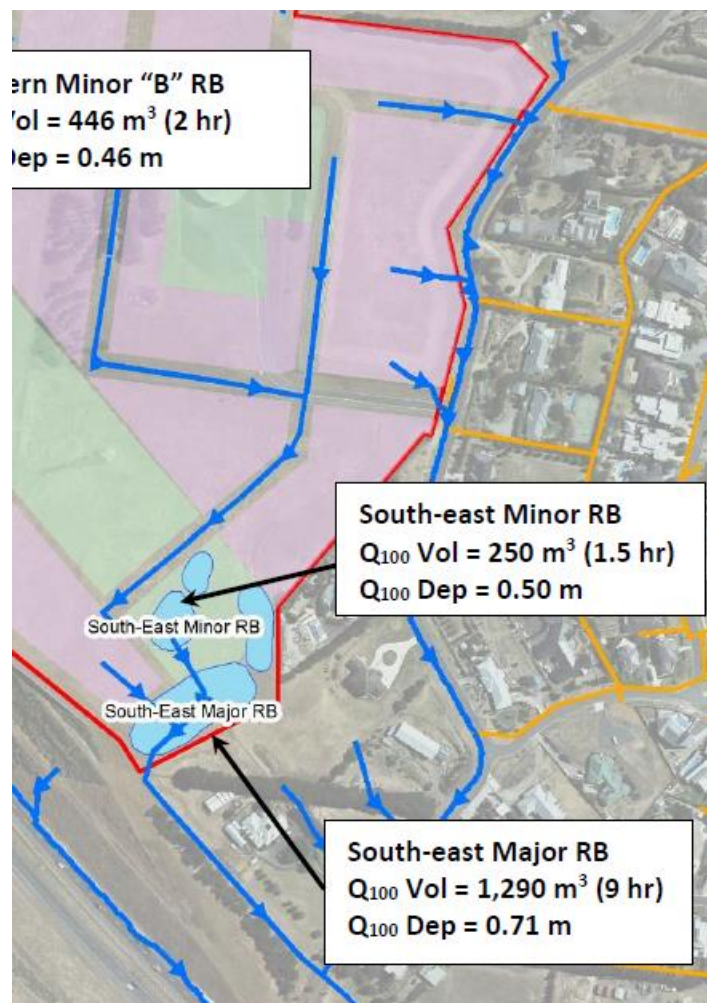 ern Minor “B” RB
Vol = 446 m³ (2 hr)
Dep = 0.46 m
South-east Minor RB
Q₁₀₀ Vol = 250 m³ (1.5 hr)
Q₁₀₀ Dep = 0.50 m
South-East Minor RB
South-East Major RB
South-east Major RB
Q₁₀₀ Vol = 1,290 m³ (9 hr)
Q₁₀₀ Dep = 0.71 m